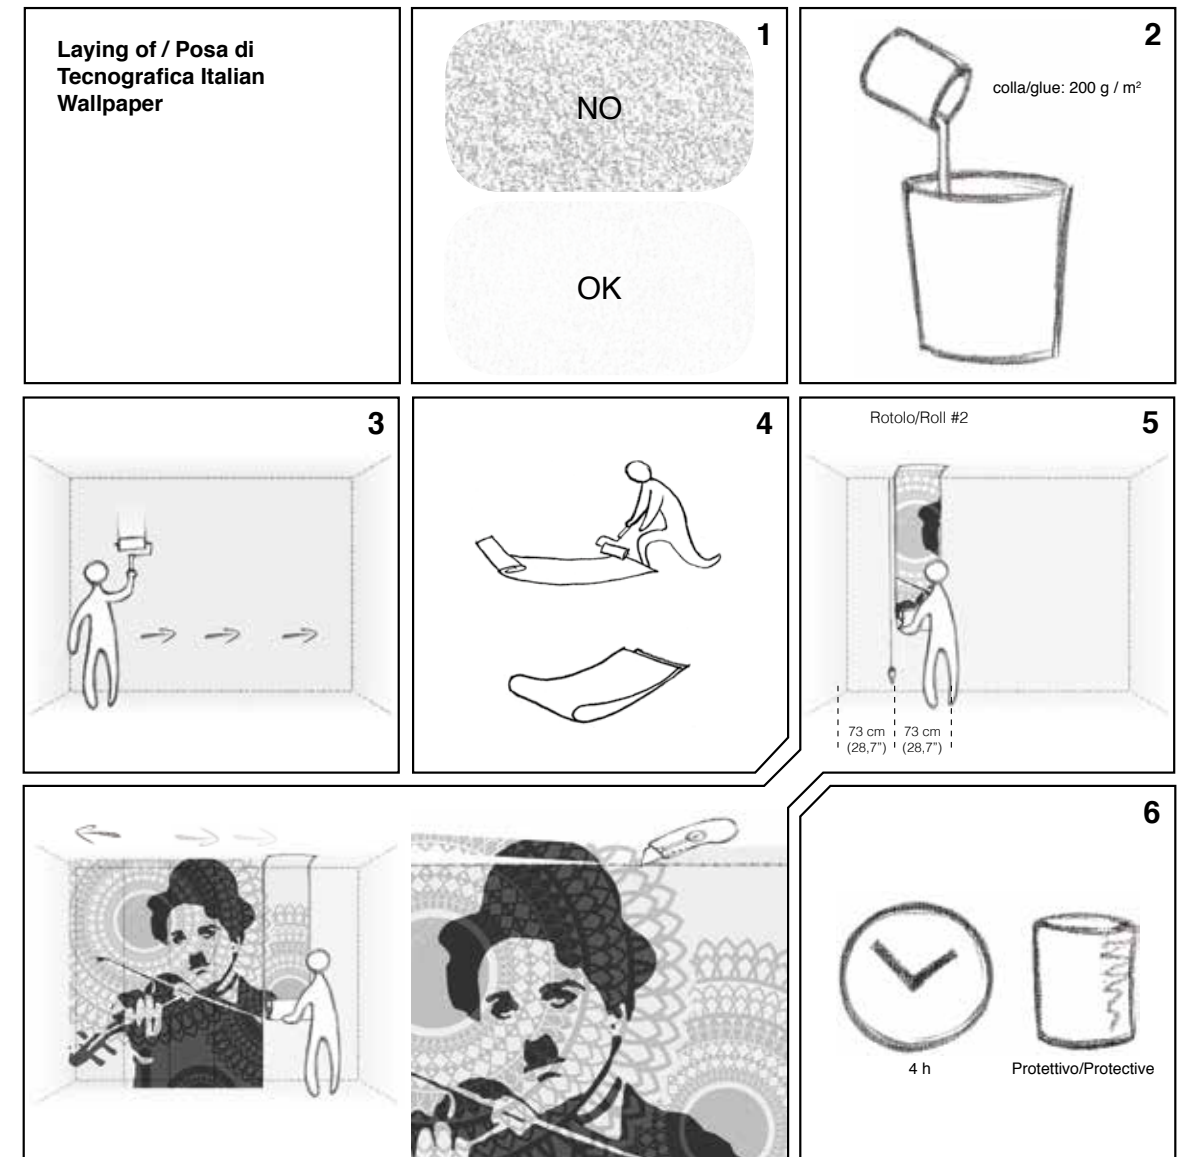 Laying of / Posa di
Tecnografica Italian
Wallpaper
1
NO
OK
2
colla/glue: 200 g / m²
3
4
5
Rotolo/Roll #2
73 cm
(28,7")
73 cm
(28,7")
6
4 h
Protettivo/Protective